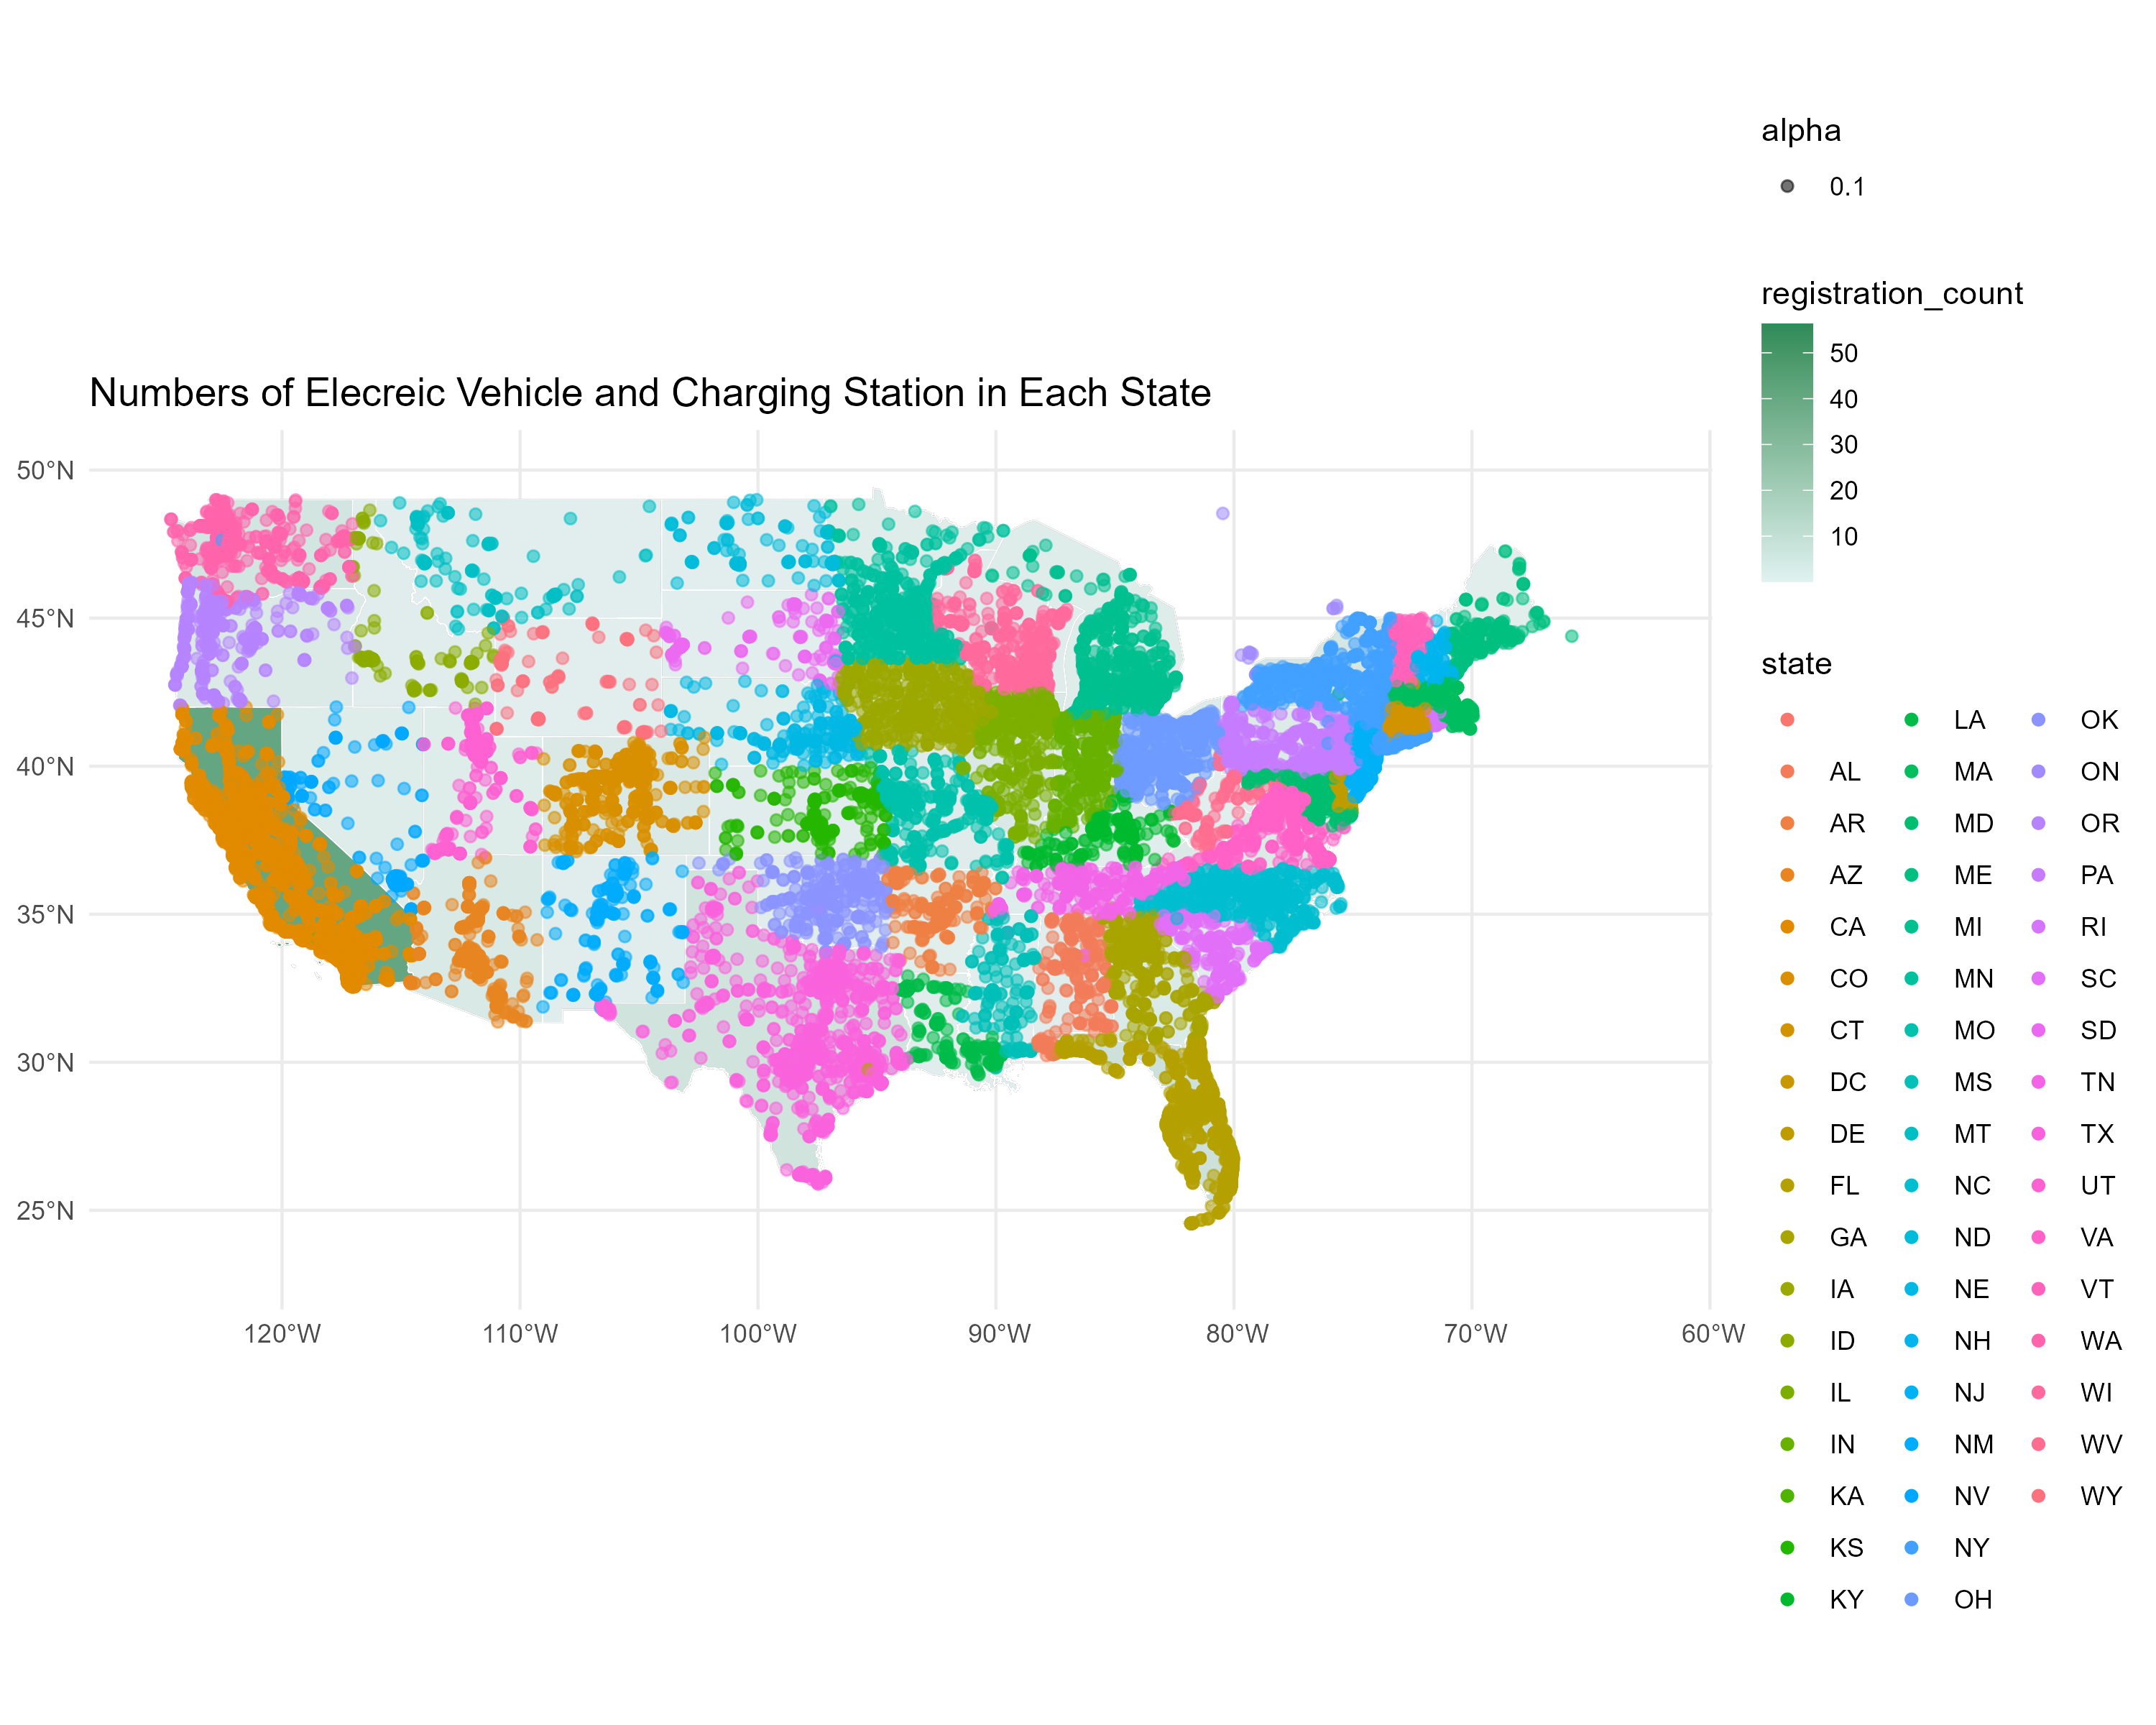 alpha
0.1
registration_count
50
40
30
20
10
Numbers of Elecreic Vehicle and Charging Station in Each State
50°N
45°N
40°N
35°N
30°N
25°N
120°W 110°W 100°W 90°W 80°W 70°W 60°W
state
LA OK
AL MA ON
AR MD OR
AZ ME PA
CA MI RI
CO MN SC
CT MO SD
DC MS TN
DE MT TX
FL NC UT
GA ND VA
IA NE VT
ID NH WA
IL NJ WI
IN NM WV
KA NV WY
KS NY
KY OH